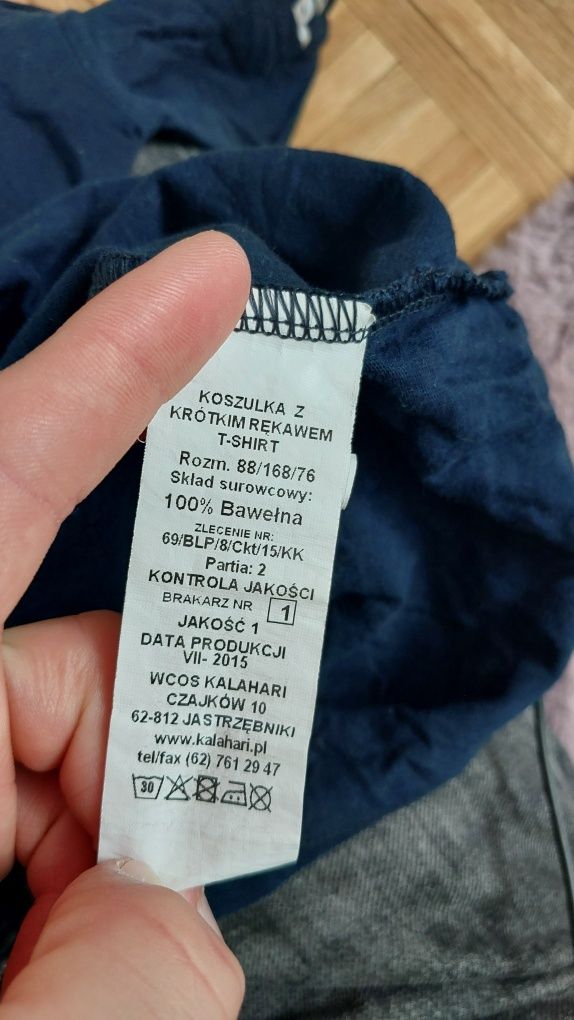 KOSZULKA Z
KRÓTKIM RĘKAWEM
T-SHIRT
Rozm. 88/168/76
Skład surowcowy:
100% Bawełna
ZLECENIE NR:
69/BLP/8/Ckt/15/KK
Partia: 2
KONTROLA JAKOŚCI
BRAKARZ NR 1
JAKOŚĆ 1
DATA PRODUKCJI
VII- 2015
WCOS KALAHARI
CZAJKÓW 10
62-812 JASTRZĘBNIKI
www.kalahari.pl
tel/fax (62) 761 29 47
30